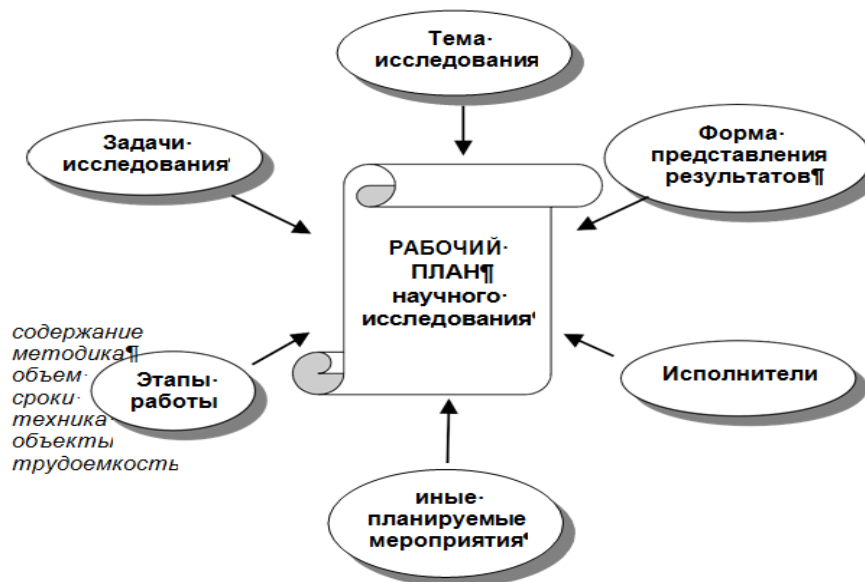 Тема·
исследования
Задачи·
исследования¶
Форма·
представления
результатов¶
РАБОЧИЙ·
ПЛАН¶
научного·
исследования¶
содержание
методика¶
объем·
сроки·
техника·
объекты
трудоемкость
Этапы·
работы
Исполнители
иные·
планируемые
мероприятия¶